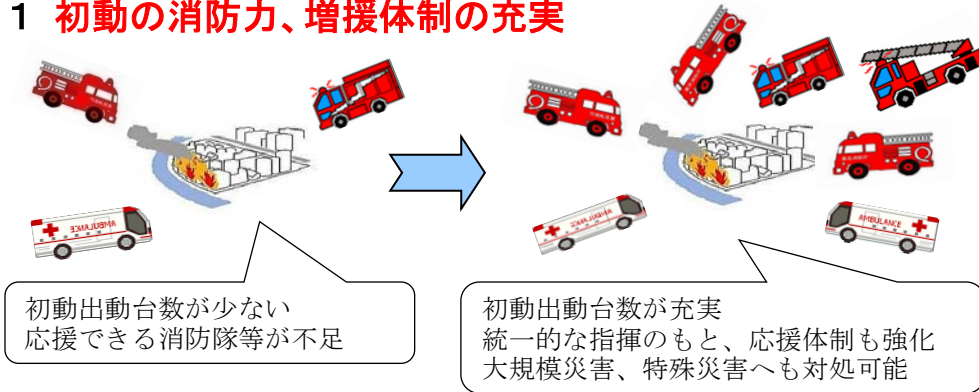 1 初動の消防力、増援体制の充実
AMBULANCE
AMBULANCE
AMBULANCE
初動出動台数が少ない
応援できる消防隊等が不足
初動出動台数が充実
統一的な指揮のもと、応援体制も強化
大規模災害、特殊災害へも対処可能